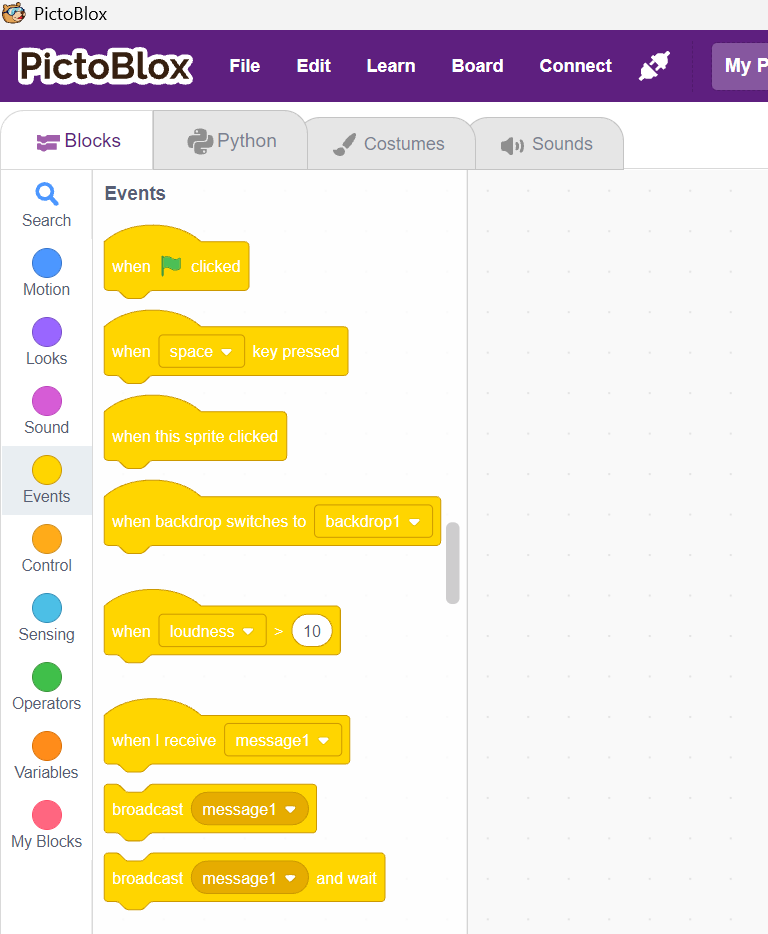 PictoBlox
PictoBlox File Edit Learn Board Connect My P
Blocks Python Costumes Sounds
Search
Motion
Looks
Sound
Events
Control
Sensing
Operators
Variables
My Blocks
Events
when clicked
when space key pressed
when this sprite clicked
when backdrop switches to backdrop1
when loudness > 10
when I receive message1
broadcast message1
broadcast message1 and wait